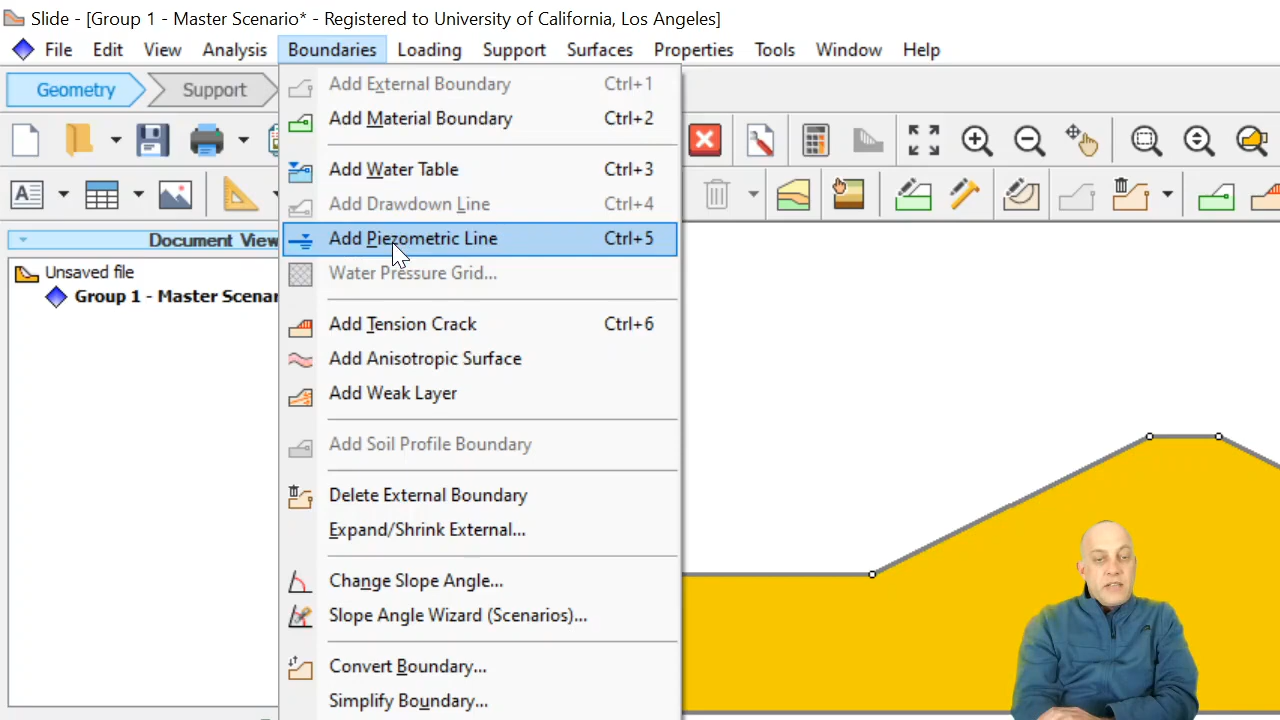 Slide - [Group 1 - Master Scenario* - Registered to University of California, Los Angeles]
File Edit View Analysis Boundaries Loading Support Surfaces Properties Tools Window Help
Geometry Support
Add External Boundary Ctrl+1
Add Material Boundary Ctrl+2
Add Water Table Ctrl+3
Add Drawdown Line Ctrl+4
Document View
Add Piezometric Line Ctrl+5
Unsaved file
Water Pressure Grid...
Group 1 - Master Scenar
Add Tension Crack Ctrl+6
Add Anisotropic Surface
Add Weak Layer
Add Soil Profile Boundary
Delete External Boundary
Expand/Shrink External...
Change Slope Angle...
Slope Angle Wizard (Scenarios)...
Convert Boundary...
Simplify Boundary...